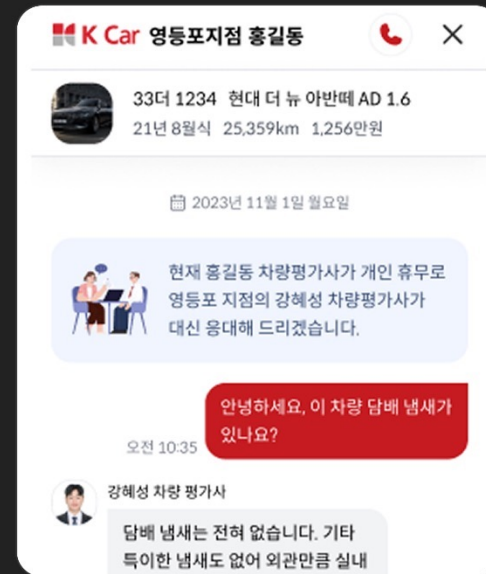 K Car 영등포지점 홍길동
33더 1234 현대 더 뉴 아반떼 AD 1.6
21년 8월식 25,359km 1,256만원
2023년 11월 1일 월요일
현재 홍길동 차량평가사가 개인 휴무로
영등포 지점의 강혜성 차량평가사가
대신 응대해 드리겠습니다.
안녕하세요, 이 차량 담배 냄새가
있나요?
오전 10:35
강혜성 차량 평가사
담배 냄새는 전혀 없습니다. 기타
특이한 냄새도 없어 외관만큼 실내